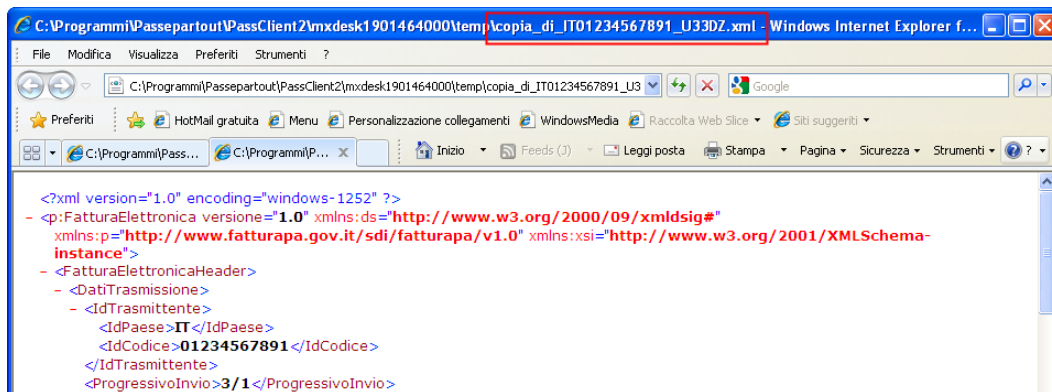 C:\Programmi\Passepartout\PassClient2\mxdesk1901464000\temp\copia_di_IT01234567891_U33DZ.xml - Windows Internet Explorer f...
File Modifica Visualizza Preferiti Strumenti ?
C:\Programmi\Passepartout\PassClient2\mxdesk1901464000\temp\copia_di_IT01234567891_U3 Google
Preferiti HotMail gratuita Menu Personalizzazione collegamenti WindowsMedia Raccolta Web Slice Siti suggeriti
C:\Programmi\Pass... C:\Programmi\P... X Inizio Feeds (J) Leggi posta Stampa Pagina Sicurezza Strumenti ?
<?xml version="1.0" encoding="windows-1252" ?>
- <p:FatturaElettronica versione="1.0" xmlns:ds="http://www.w3.org/2000/09/xmldsig#"
xmlns:p="http://www.fatturapa.gov.it/sdi/fatturapa/v1.0" xmlns:xsi="http://www.w3.org/2001/XMLSchema-
instance">
- <FatturaElettronicaHeader>
- <DatiTrasmissione>
- <IdTrasmittente>
<IdPaese>IT</IdPaese>
<IdCodice>01234567891</IdCodice>
</IdTrasmittente>
<ProgressivoInvio>3/1</ProgressivoInvio>